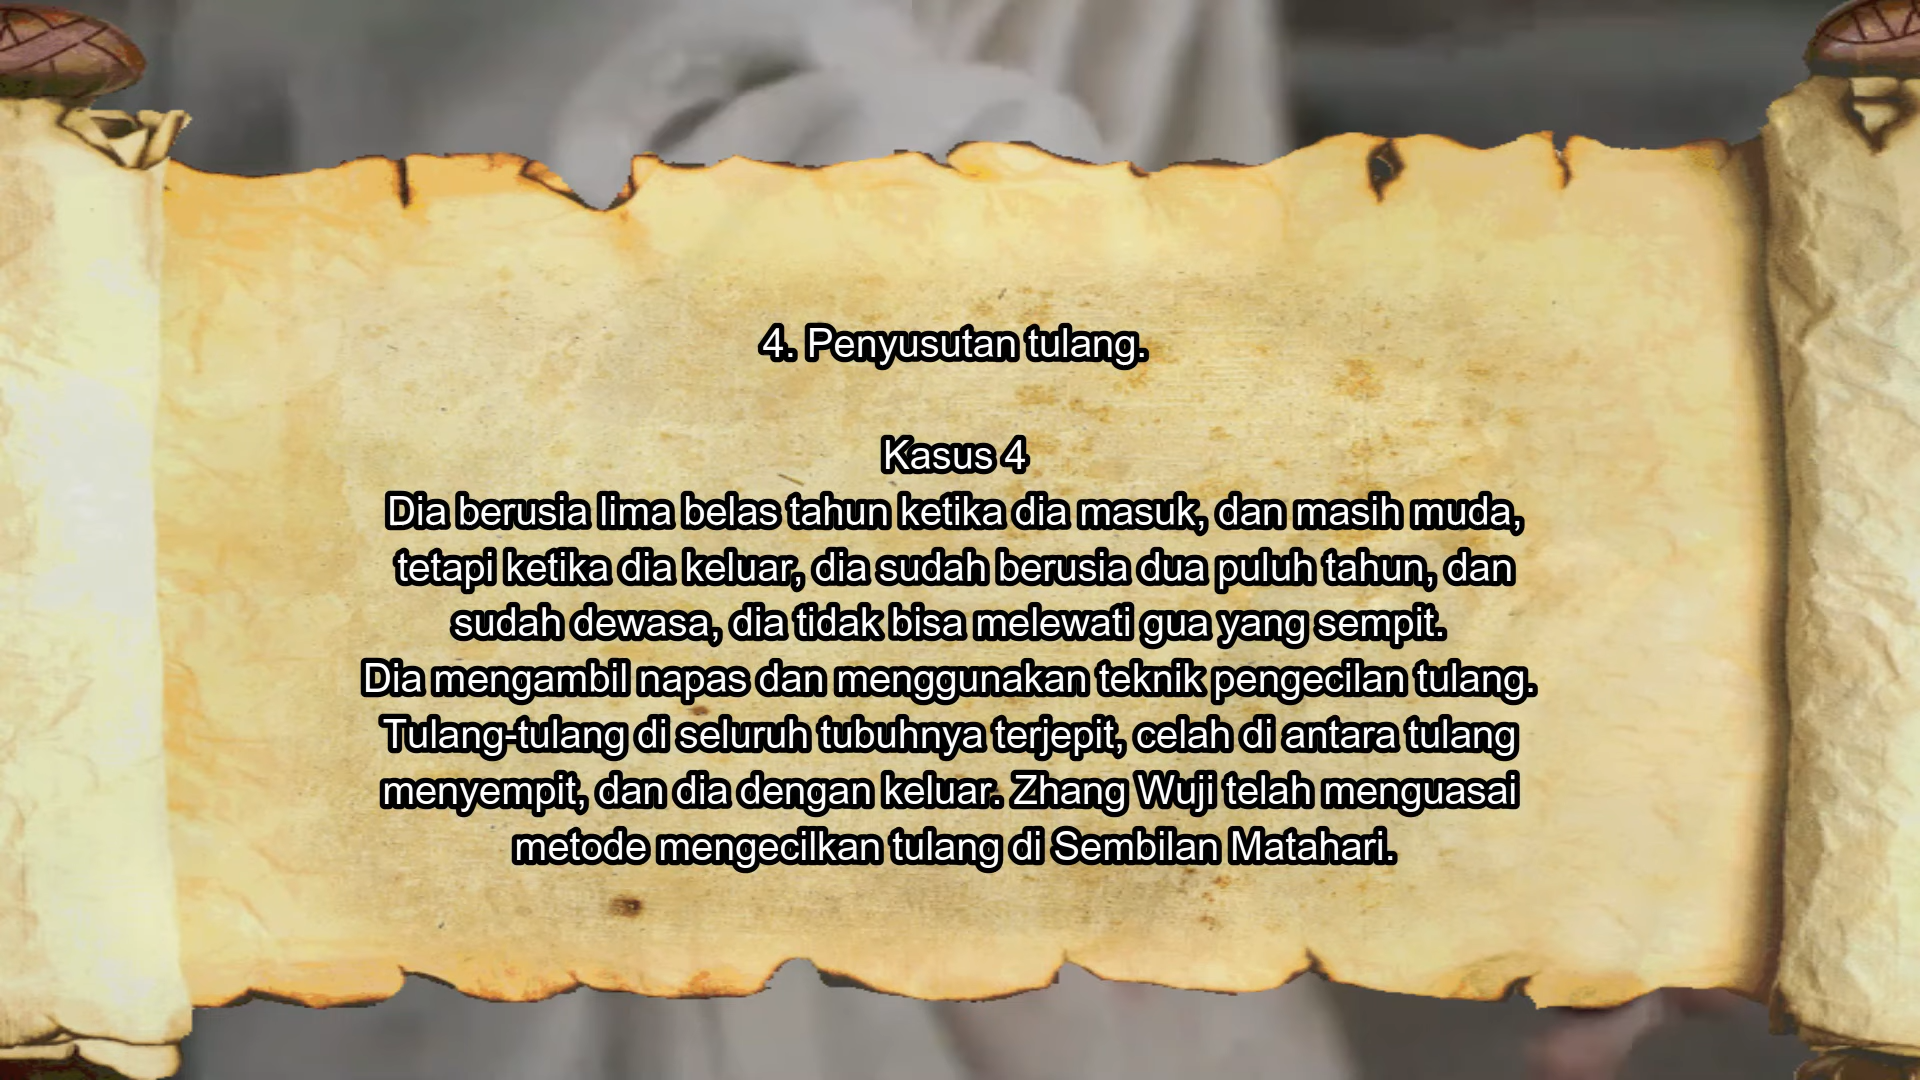 4. Penyusutan tulang.
Kasus 4
Dia berusia lima belas tahun ketika dia masuk, dan masih muda,
tetapi ketika dia keluar, dia sudah berusia dua puluh tahun, dan
sudah dewasa, dia tidak bisa melewati gua yang sempit.
Dia mengambil napas dan menggunakan teknik pengecilan tulang.
Tulang-tulang di seluruh tubuhnya terjepit, celah di antara tulang
menyempit, dan dia dengan keluar. Zhang Wuji telah menguasai
metode mengecilkan tulang di Sembilan Matahari.